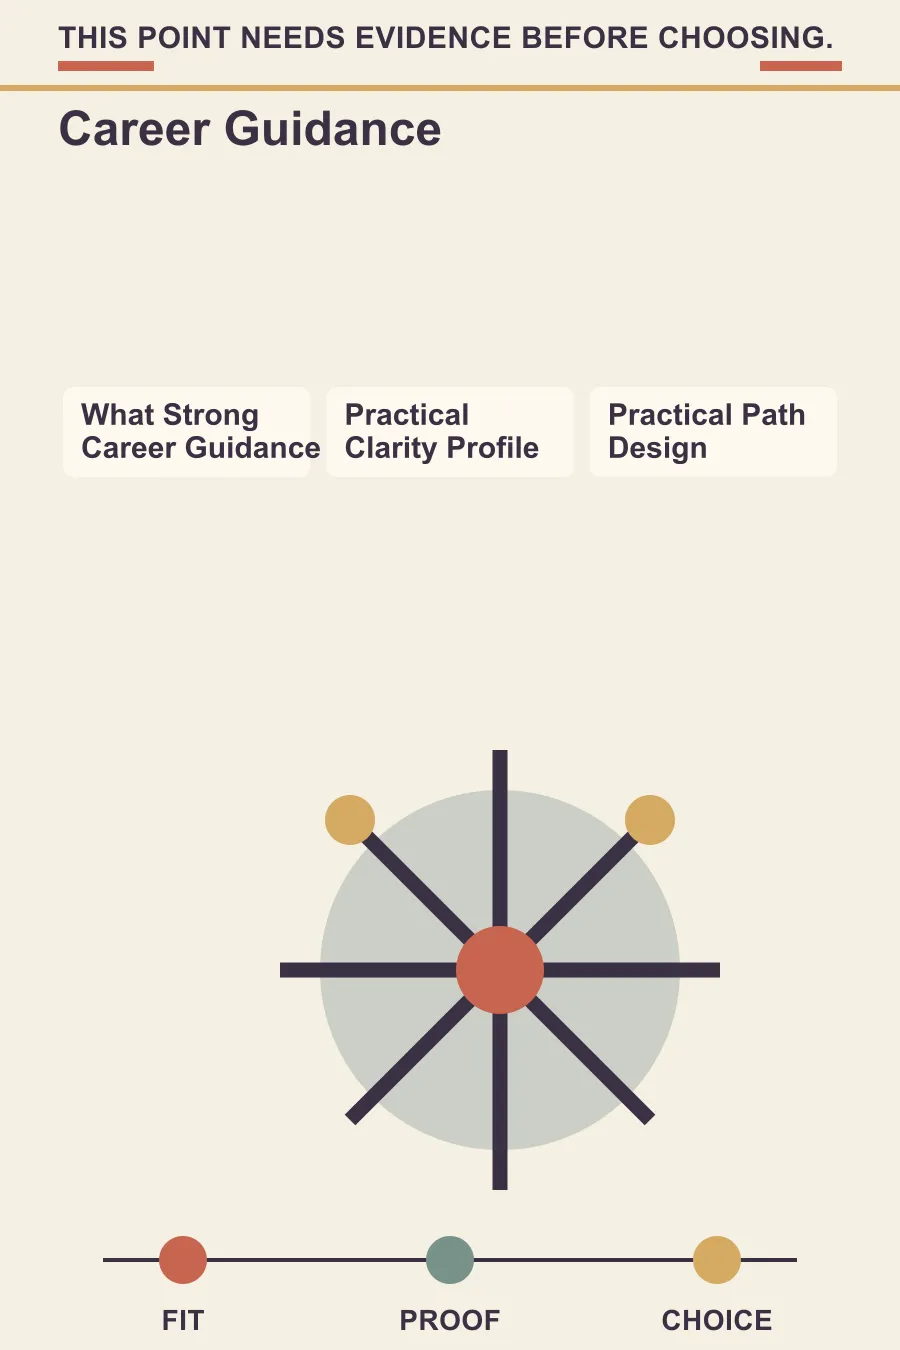 THIS POINT NEEDS EVIDENCE BEFORE CHOOSING.
Career Guidance
What Strong
Career Guidance
Practical
Clarity Profile
Practical Path
Design
FIT
PROOF
CHOICE